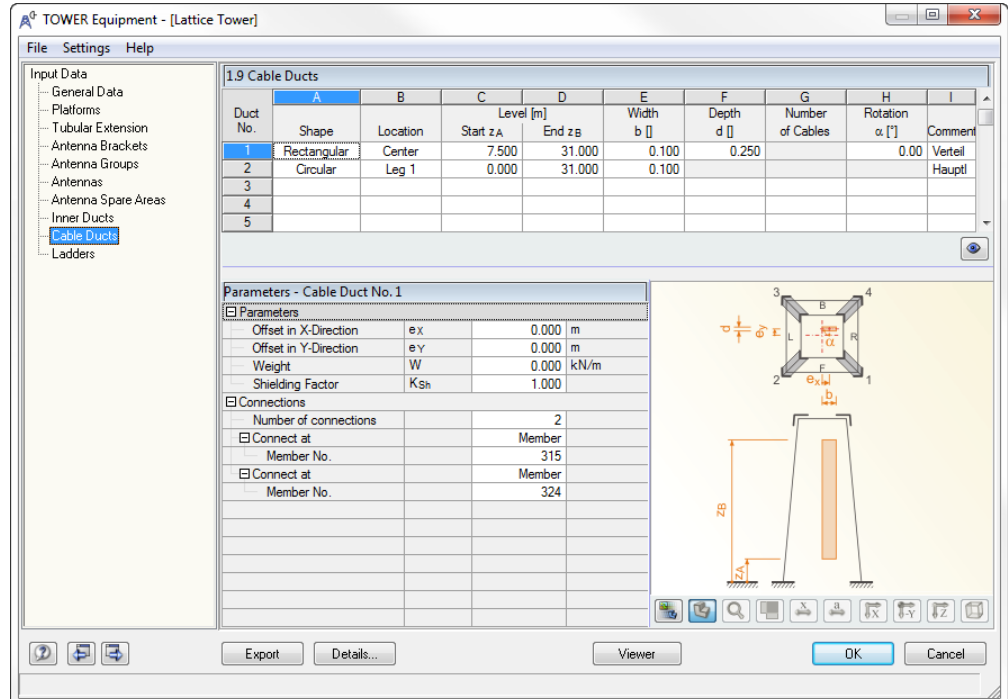 TOWER Equipment - [Lattice Tower]
File Settings Help
Input Data
General Data
Platforms
Tubular Extension
Antenna Brackets
Antenna Groups
Antennas
Antenna Spare Areas
Inner Ducts
Cable Ducts
Ladders
1.9 Cable Ducts
A B C D E F G H I
Duct Level [m] Width Depth Number Rotation
No. Shape Location Start zA End zB b [] d [] of Cables α [°] Comment
1 Rectangular Center 7.500 31.000 0.100 0.250 0.00 Verteil
2 Circular Leg 1 0.000 31.000 0.100 Hauptl
3
4
5
Parameters - Cable Duct No. 1
Parameters
Offset in X-Direction eX 0.000 m
Offset in Y-Direction eY 0.000 m
Weight W 0.000 kN/m
Shielding Factor KSh 1.000
Connections
Number of connections 2
Connect at Member
Member No. 315
Connect at Member
Member No. 324
3 4
B
d ey L α R
F
2 ex 1
b
zB
zA
x a X -Y Z
Export Details... Viewer OK Cancel